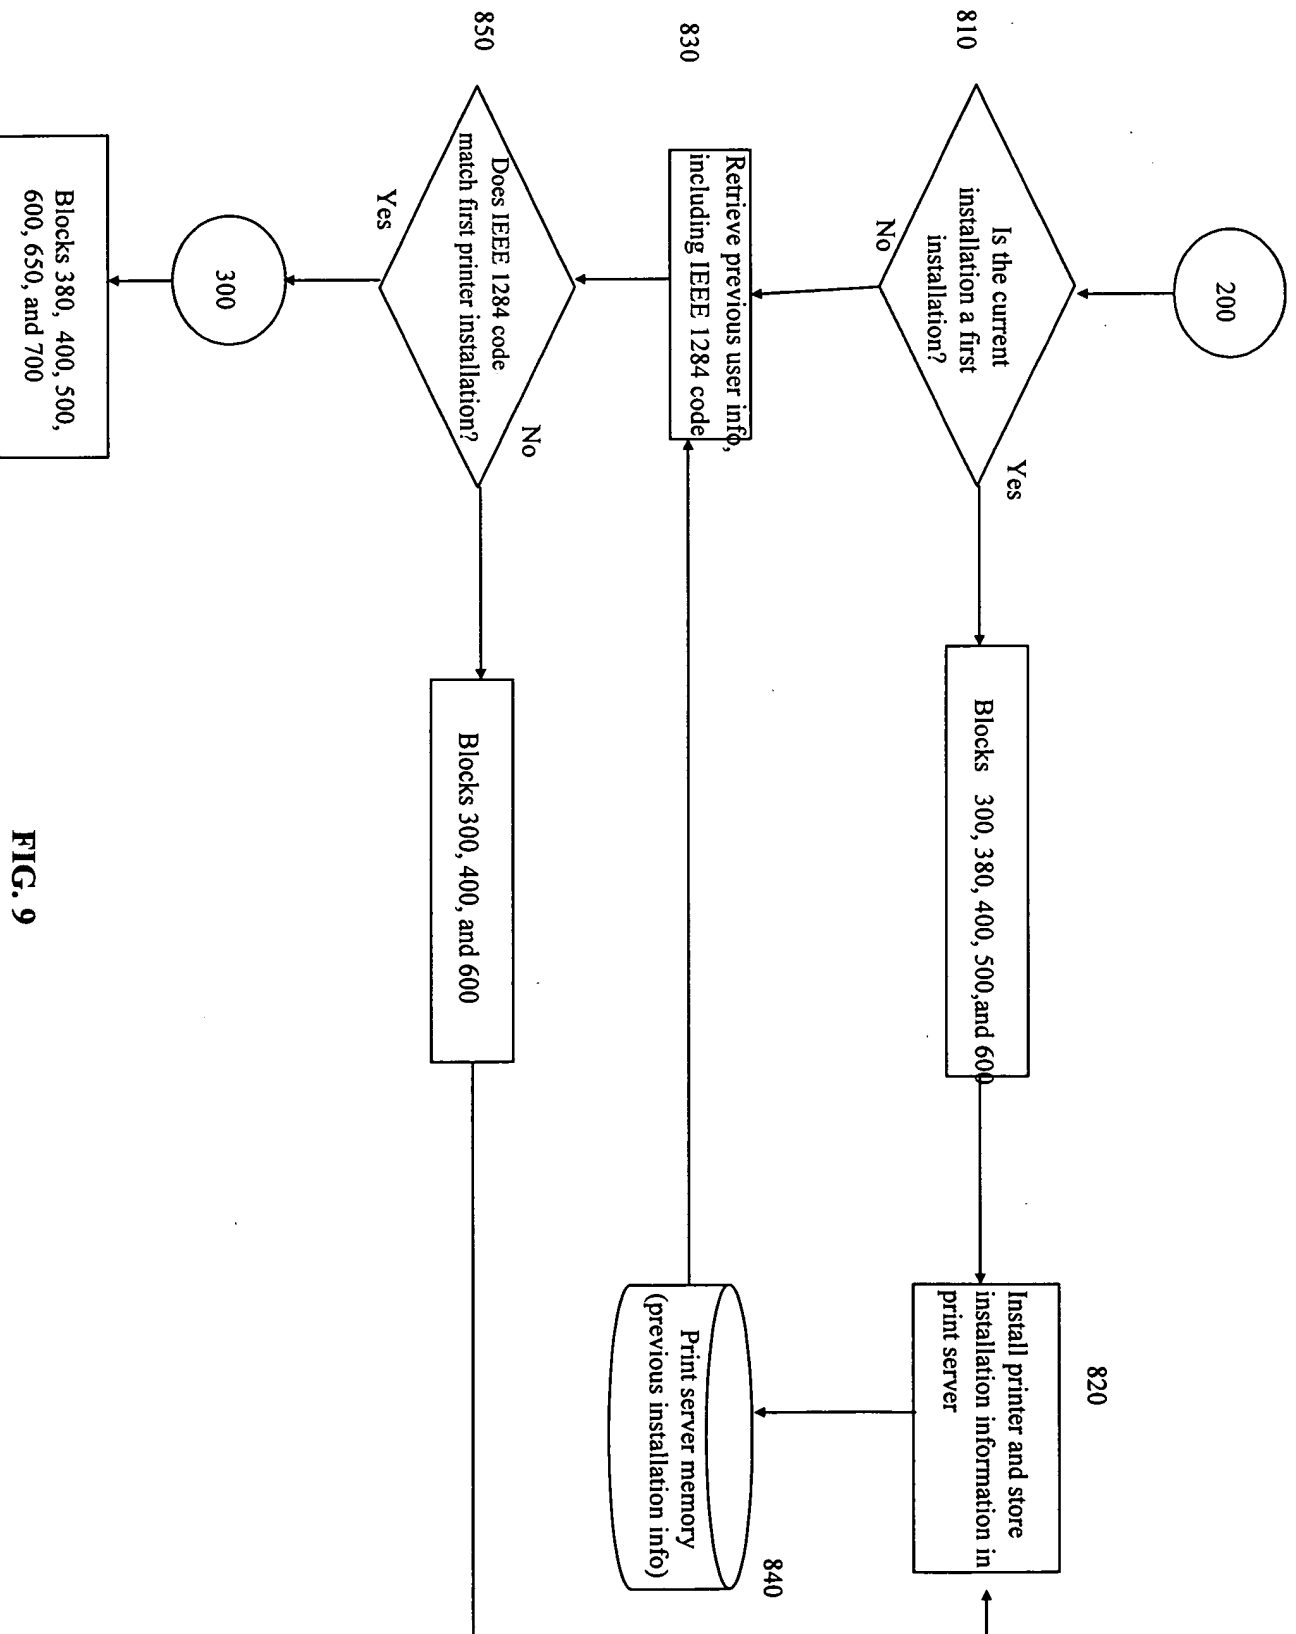 200
810
Is the current
installation a first
installation?
Yes
No
Blocks 300, 380, 400, 500,and 600
820
Install printer and store
installation information in
print server
830
Retrieve previous user info,
including IEEE 1284 code
840
Print server memory
(previous installation info)
850
Does IEEE 1284 code
match first printer installation?
No
Yes
Blocks 300, 400, and 600
300
Blocks 380, 400, 500,
600, 650, and 700
FIG. 9